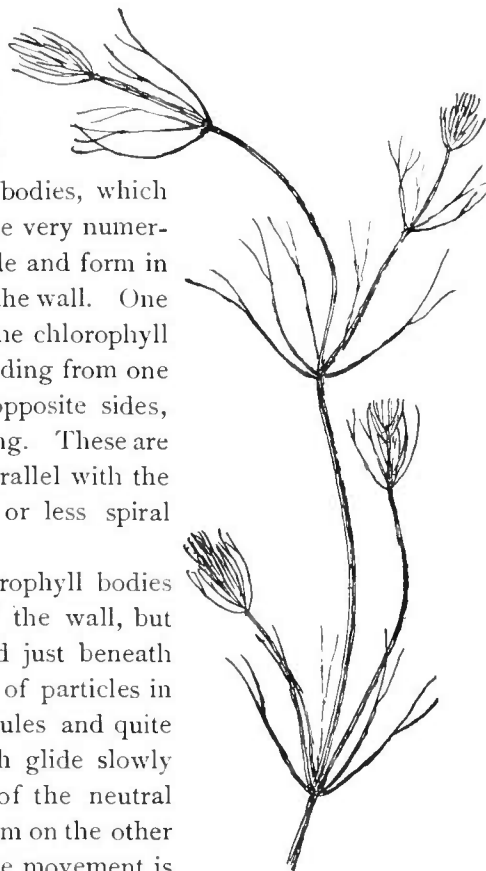 bodies, which
e very numer-
le and form in
the wall. One
he chlorophyll
ding from one
pposite sides,
ng. These are
rallel with the
or less spiral
rophyll bodies
the wall, but
d just beneath
of particles in
ules and quite
h glide slowly
of the neutral
m on the other
e movement is